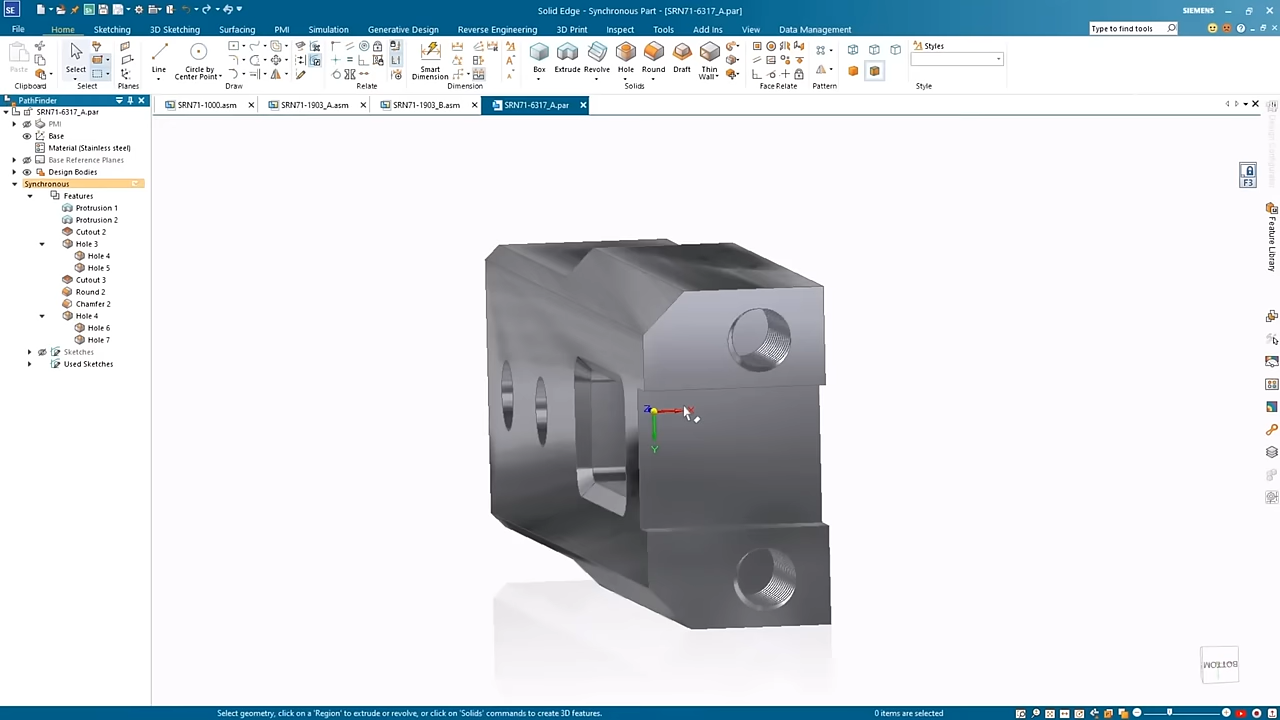 SE
Solid Edge - Synchronous Part - [SRN71-6317_A.par]
SIEMENS
File Home Sketching 3D Sketching Surfacing PMI Simulation Generative Design Reverse Engineering 3D Print Inspect Tools Add Ins View Data Management
Type to find tools
Paste Select Line Circle by Center Point Smart Dimension Box Extrude Revolve Hole Round Draft Thin Wall Styles
Clipboard Select Planes Draw Relate Dimension Solids Face Relate Pattern Style
PathFinder
SRN71-1000.asm SRN71-1903_A.asm SRN71-1903_B.asm SRN71-6317_A.par
SRN71-6317_A.par
PMI
Base
Material (Stainless steel)
Base Reference Planes
Design Bodies
Synchronous
Features
Protrusion 1
Protrusion 2
Cutout 2
Hole 3
Hole 4
Hole 5
Cutout 3
Round 2
Chamfer 2
Hole 4
Hole 6
Hole 7
Sketches
Used Sketches
F3
Feature Library
Z
Y
BOTTOM
Select geometry, click on a 'Region' to extrude or revolve, or click on 'Solids' commands to create 3D features.
0 items are selected